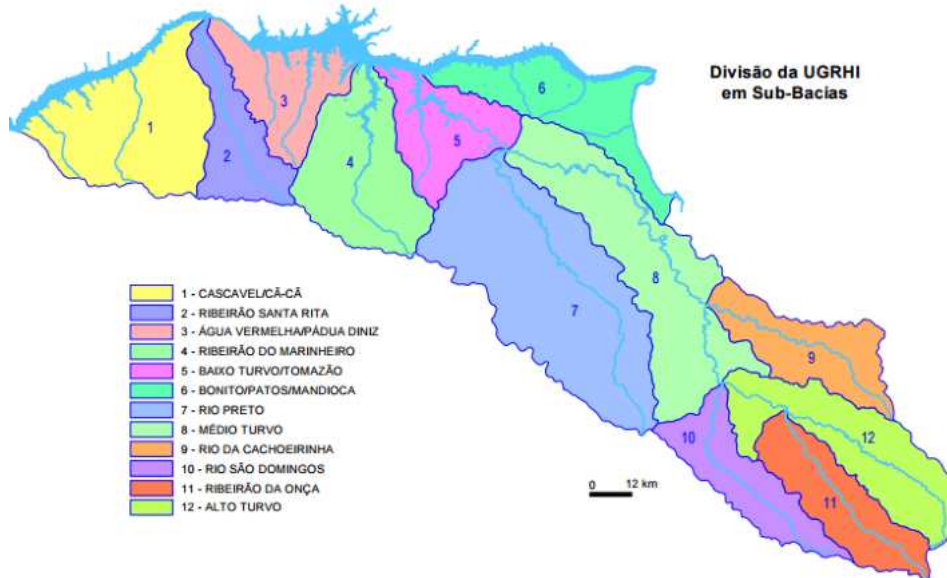 Divisão da UGRHI
em Sub-Bacias
1
2
3
4
5
6
7
8
9
10
11
12
1 - CASCAVEL/CÃ-CÃ
2 - RIBEIRÃO SANTA RITA
3 - ÁGUA VERMELHA/PÁDUA DINIZ
4 - RIBEIRÃO DO MARINHEIRO
5 - BAIXO TURVO/TOMAZÃO
6 - BONITO/PATOS/MANDIOCA
7 - RIO PRETO
8 - MÉDIO TURVO
9 - RIO DA CACHOEIRINHA
10 - RIO SÃO DOMINGOS
11 - RIBEIRÃO DA ONÇA
12 - ALTO TURVO
0 12 km